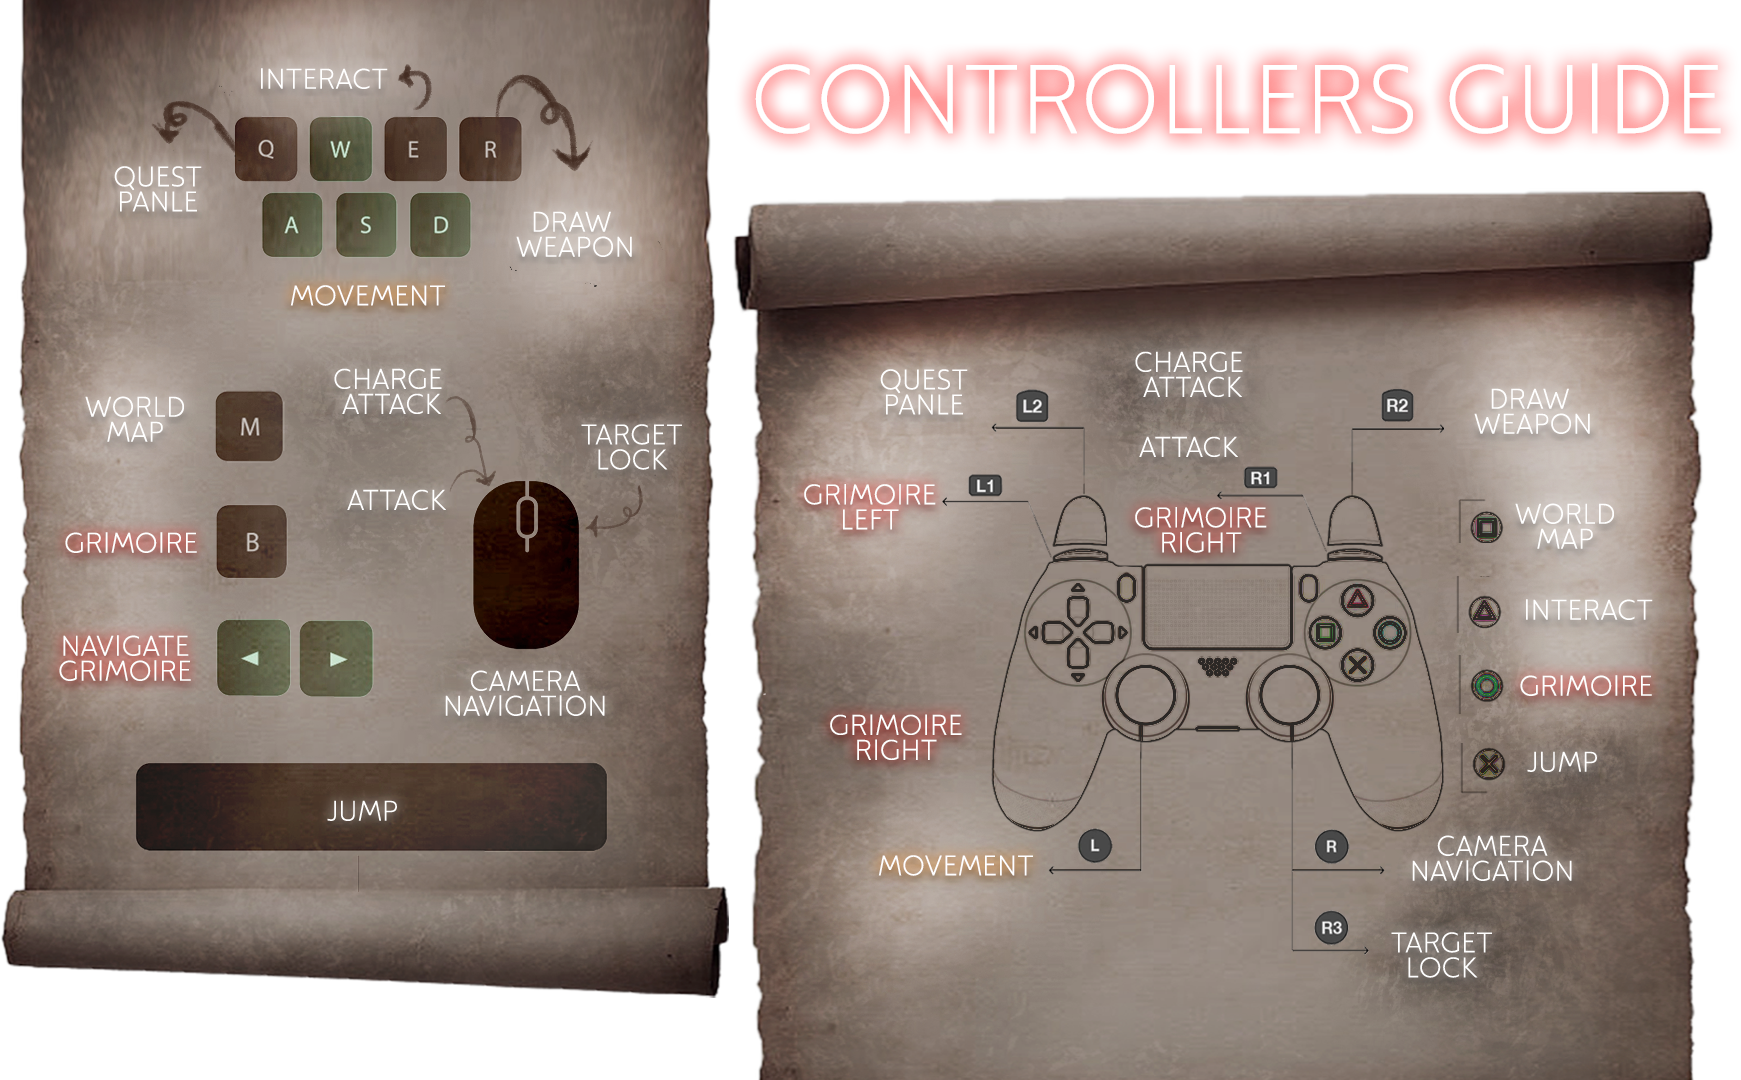 CONTROLLERS GUIDE
INTERACT
Q
W
E
R
QUEST
PANLE
A
S
D
DRAW
WEAPON
MOVEMENT
WORLD
MAP
M
CHARGE
ATTACK
TARGET
LOCK
ATTACK
GRIMOIRE
B
NAVIGATE
GRIMOIRE
CAMERA
NAVIGATION
JUMP
QUEST
PANLE
L2
CHARGE
ATTACK
R2
DRAW
WEAPON
ATTACK
GRIMOIRE
LEFT
L1
R1
GRIMOIRE
RIGHT
WORLD
MAP
INTERACT
GRIMOIRE
JUMP
GRIMOIRE
RIGHT
MOVEMENT
L
R
CAMERA
NAVIGATION
R3
TARGET
LOCK